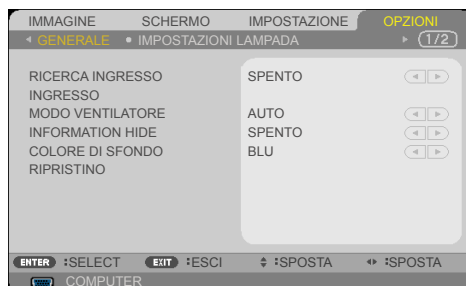 IMMAGINE SCHERMO IMPOSTAZIONE OPZIONI
GENERALE • IMPOSTAZIONI LAMPADA 1/2
RICERCA INGRESSO SPENTO
INGRESSO
MODO VENTILATORE AUTO
INFORMATION HIDE SPENTO
COLORE DI SFONDO BLU
RIPRISTINO
ENTER :SELECT EXIT :ESCI :SPOSTA :SPOSTA
COMPUTER